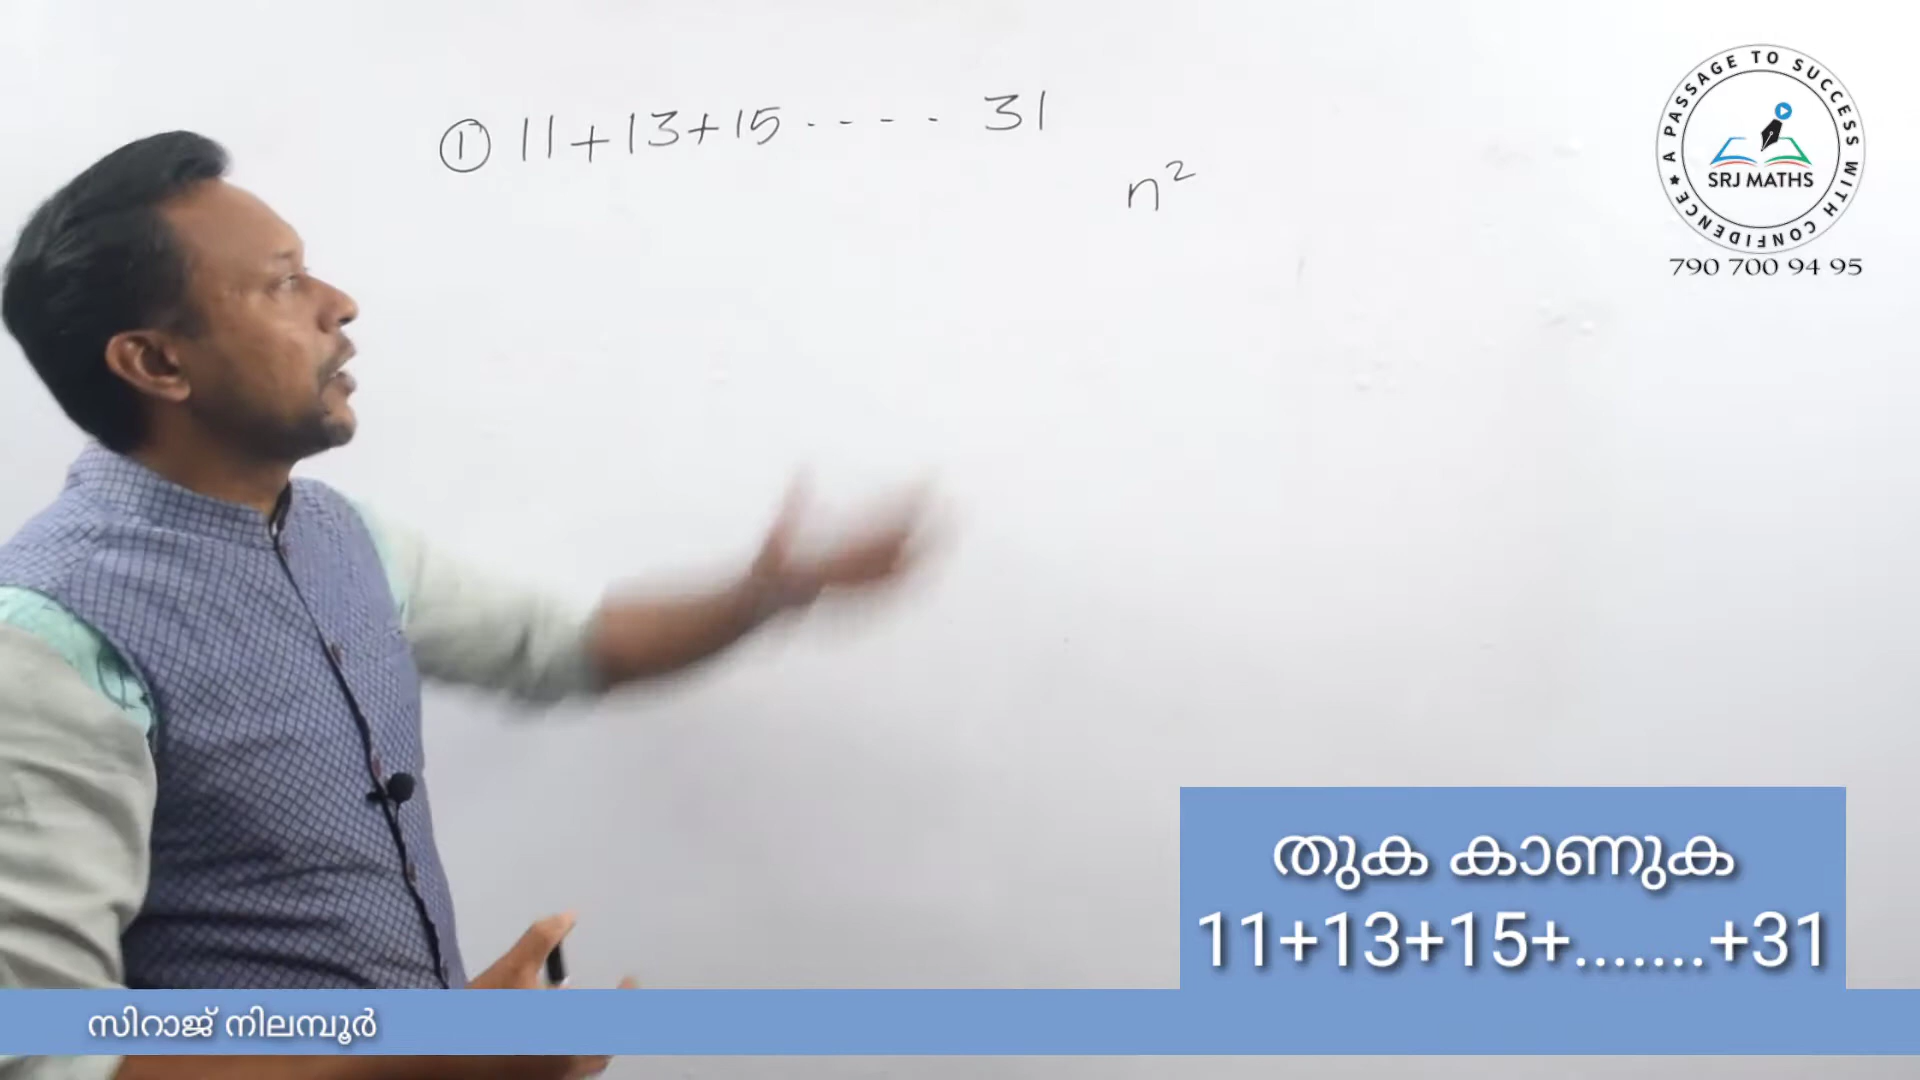 ① 11+13+15 - - - - 31
n²
A PASSAGE TO SUCCESS WITH CONFIDENCE ★
SRJ MATHS
790 700 94 95
തുക കാണുക
11+13+15+.......+31
സിറാജ് നിലമ്പൂർ